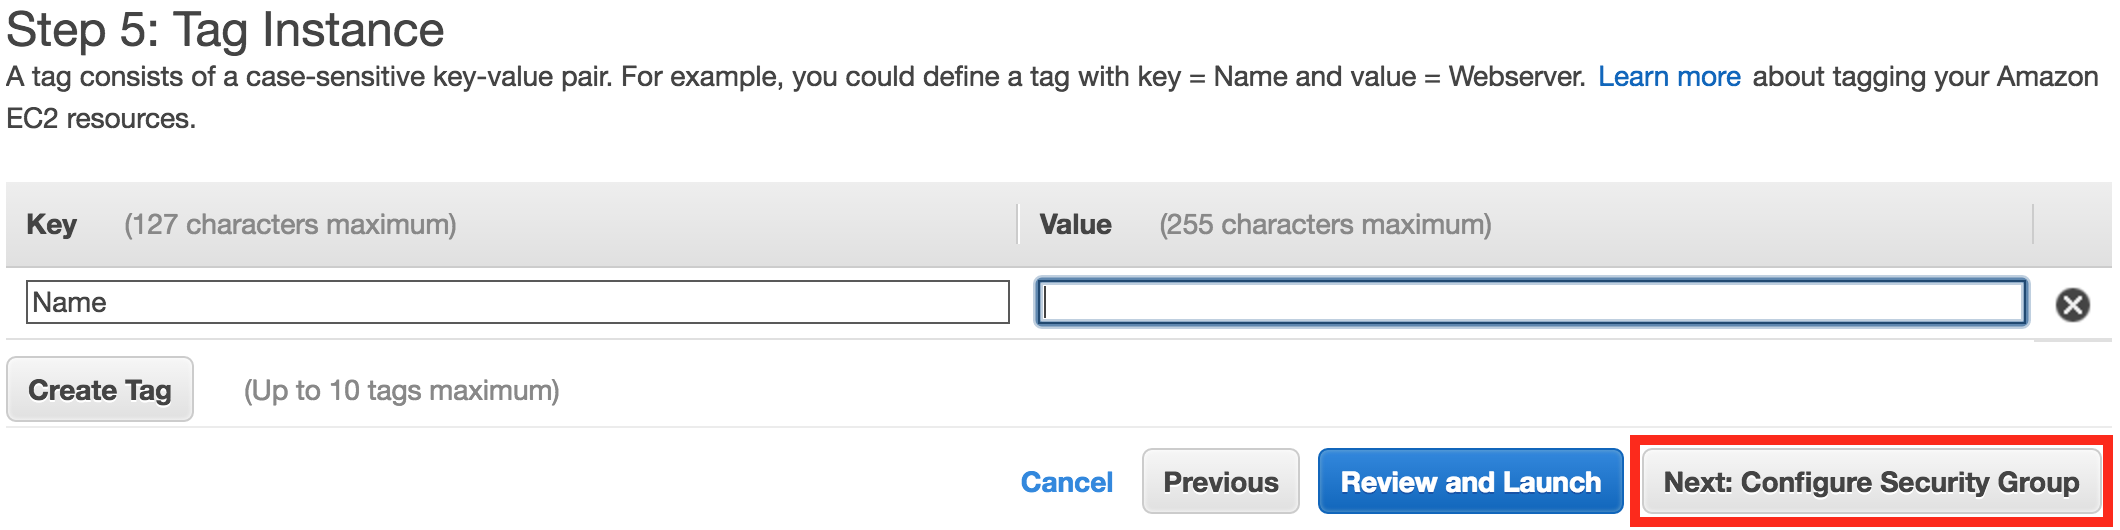 Step 5: Tag Instance
A tag consists of a case-sensitive key-value pair. For example, you could define a tag with key = Name and value = Webserver. Learn more about tagging your Amazon
EC2 resources.
Key (127 characters maximum) Value (255 characters maximum)
Name
Create Tag (Up to 10 tags maximum)
Cancel Previous Review and Launch Next: Configure Security Group